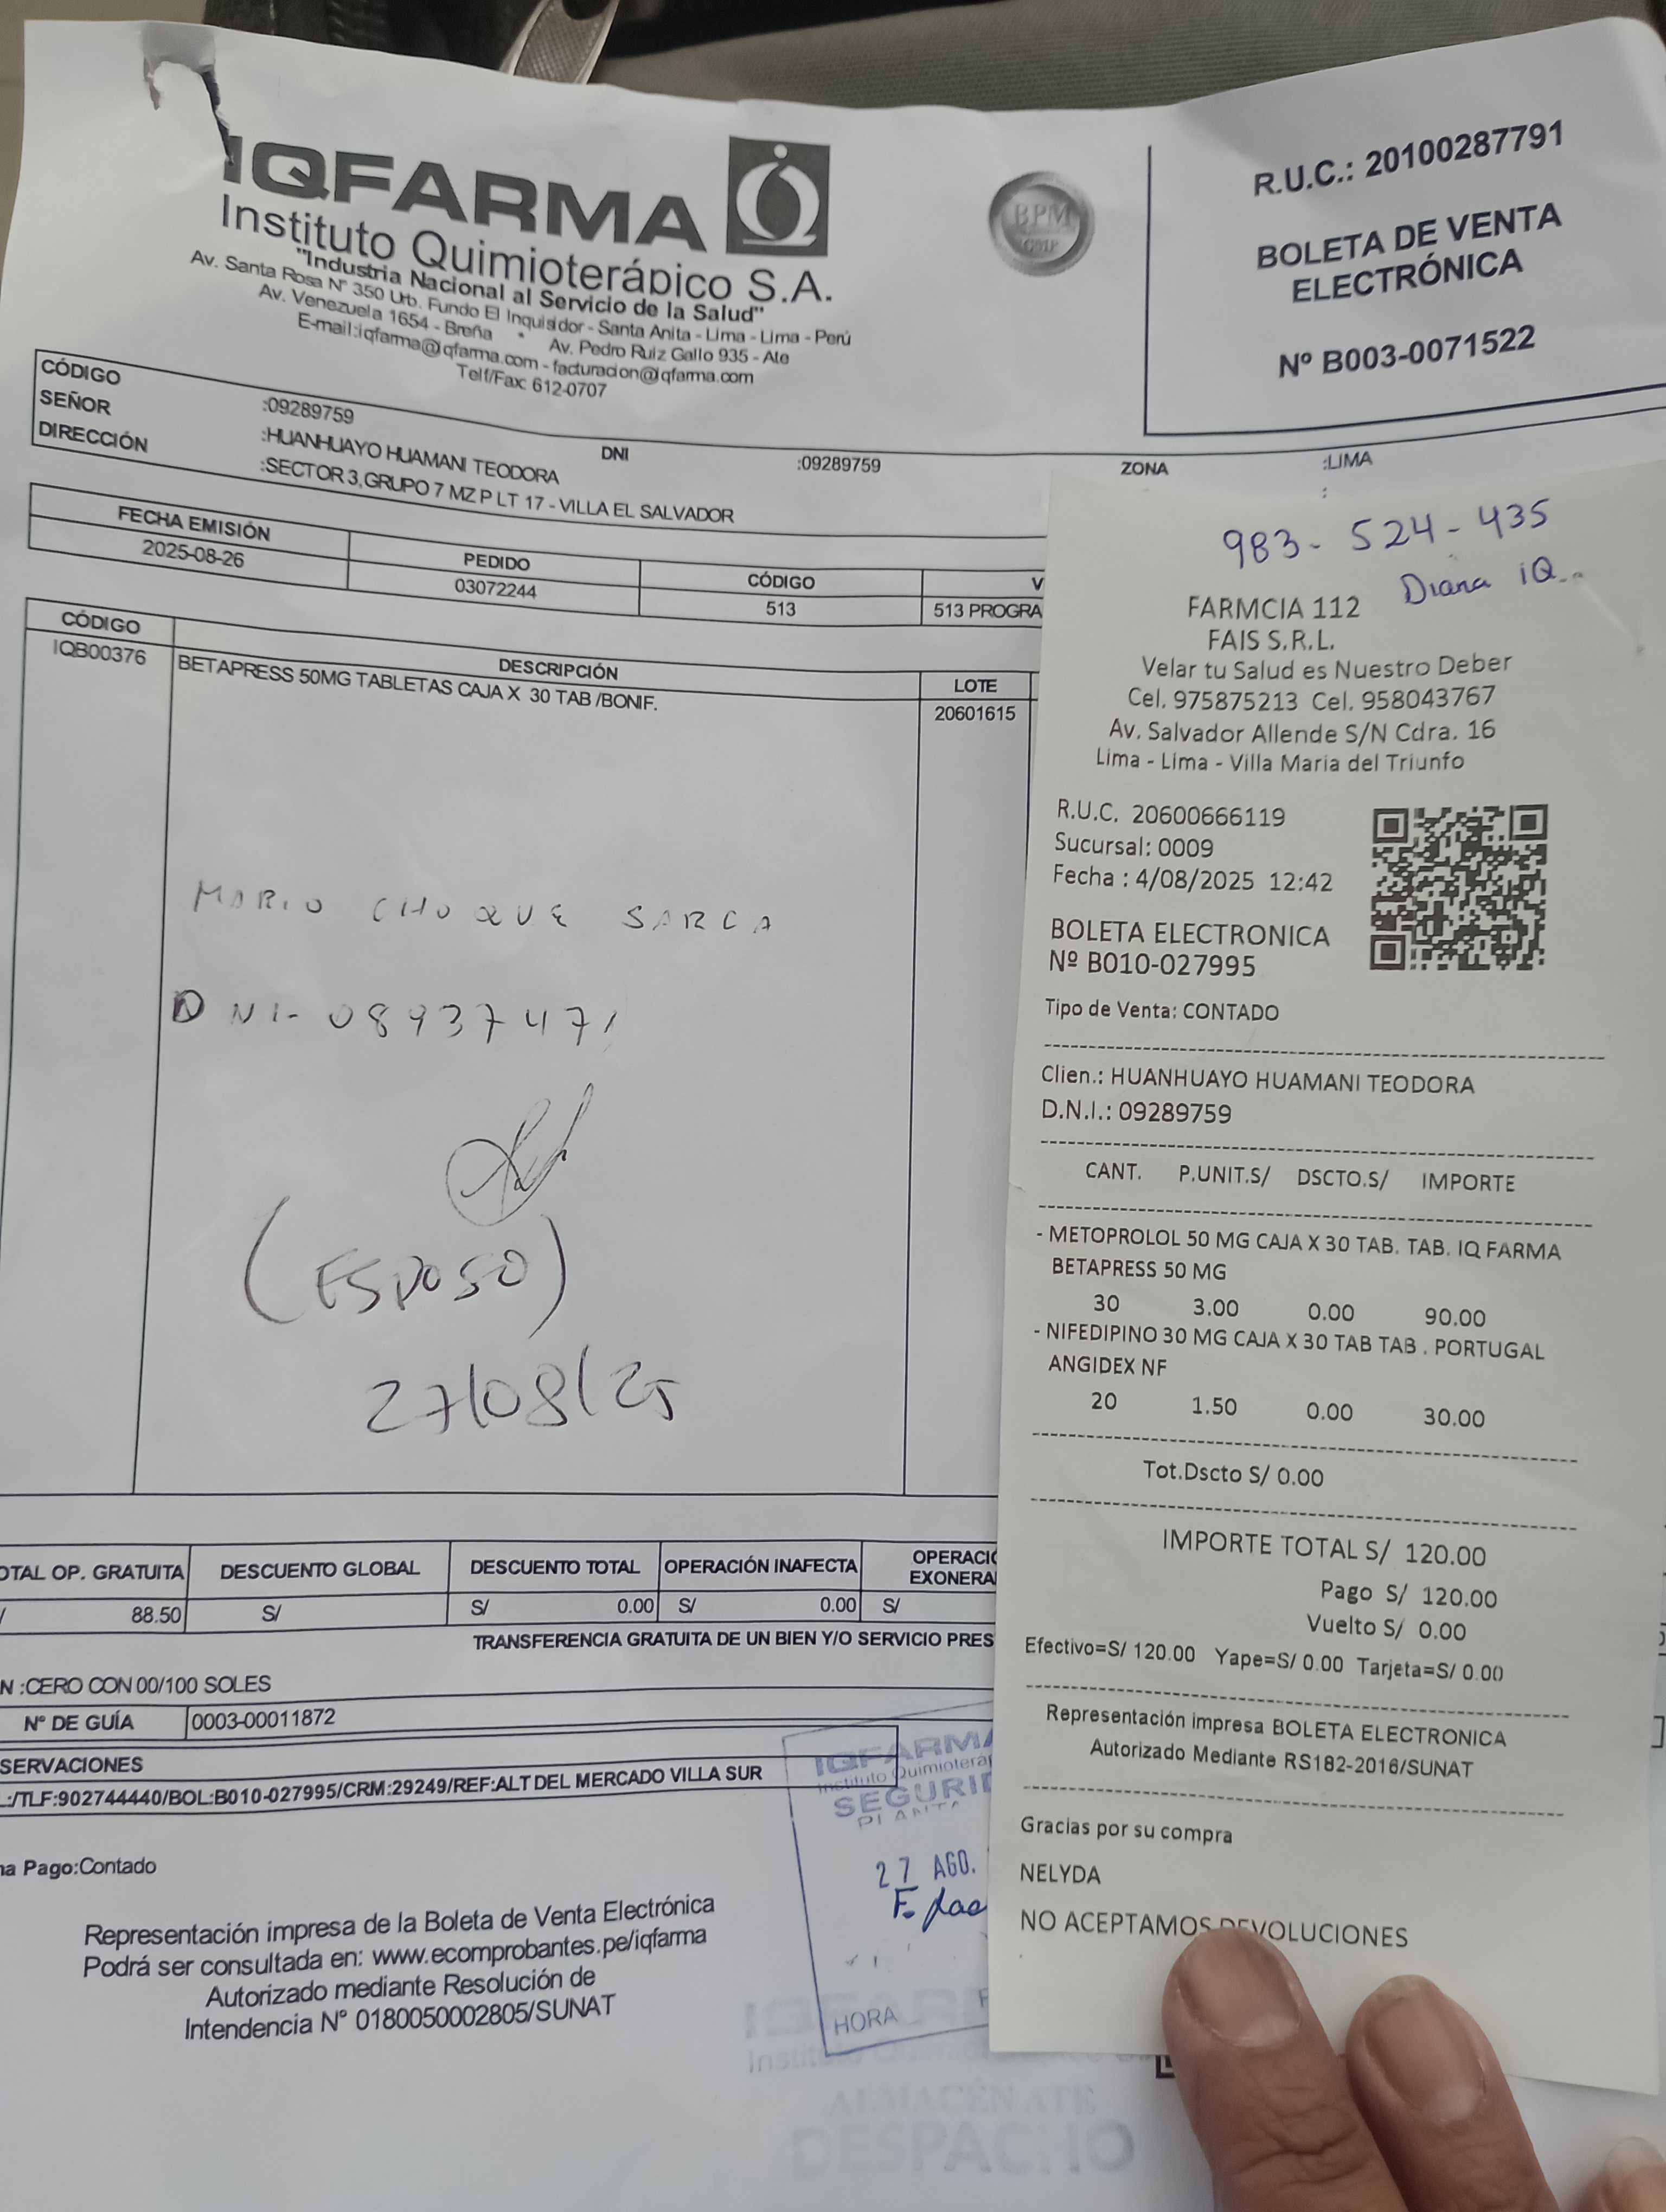 IQFARMA
Instituto Quimioterápico S.A.
"Industria Nacional al Servicio de la Salud"
Av. Santa Rosa N° 350 Urb. Fundo El Inquisidor - Santa Anita - Lima - Lima - Perú
Av. Venezuela 1654 - Breña * Av. Pedro Ruiz Gallo 935 - Ate
E-mail:iqfarma@iqfarma.com - facturacion@iqfarma.com
Telf/Fax: 612-0707
BPM
GMP
R.U.C.: 20100287791
BOLETA DE VENTA
ELECTRÓNICA
Nº B003-0071522
CÓDIGO :09289759 DNI :09289759 ZONA :LIMA
SEÑOR :HUANHUAYO HUAMANI TEODORA
DIRECCIÓN :SECTOR 3,GRUPO 7 MZ P LT 17 - VILLA EL SALVADOR
:
FECHA EMISIÓN PEDIDO CÓDIGO V
2025-08-26 03072244 513 513 PROGRA
CÓDIGO DESCRIPCIÓN LOTE
IQB00376 BETAPRESS 50MG TABLETAS CAJA X 30 TAB /BONIF. 20601615
MARIO CHOQUE SARCA
DNI- 08937471
(ESPOSO)
27/08/25
OTAL OP. GRATUITA DESCUENTO GLOBAL DESCUENTO TOTAL OPERACIÓN INAFECTA OPERACIÓ
EXONERA
/ 88.50 S/ S/ 0.00 S/ 0.00 S/
TRANSFERENCIA GRATUITA DE UN BIEN Y/O SERVICIO PRES
N :CERO CON 00/100 SOLES
Nº DE GUÍA 0003-00011872
SERVACIONES
L:/TLF:902744440/BOL:B010-027995/CRM:29249/REF:ALT DEL MERCADO VILLA SUR
na Pago:Contado
Representación impresa de la Boleta de Venta Electrónica
Podrá ser consultada en: www.ecomprobantes.pe/iqfarma
Autorizado mediante Resolución de
Intendencia N° 0180050002805/SUNAT
IQFARMA
Instituto Quimioterá
SEGURID
PLANTA
27 AGO.
HORA
IQFAR
Instit
ALMACÉN ATE
DESPACHO
983-524-435
Diana IQ..
FARMCIA 112
FAIS S.R.L.
Velar tu Salud es Nuestro Deber
Cel. 975875213 Cel. 958043767
Av. Salvador Allende S/N Cdra. 16
Lima - Lima - Villa Maria del Triunfo
R.U.C. 20600666119
Sucursal: 0009
Fecha : 4/08/2025 12:42
BOLETA ELECTRONICA
Nº B010-027995
Tipo de Venta: CONTADO
Clien.: HUANHUAYO HUAMANI TEODORA
D.N.I.: 09289759
CANT. P.UNIT.S/ DSCTO.S/ IMPORTE
- METOPROLOL 50 MG CAJA X 30 TAB. TAB. IQ FARMA
BETAPRESS 50 MG
30 3.00 0.00 90.00
- NIFEDIPINO 30 MG CAJA X 30 TAB TAB . PORTUGAL
ANGIDEX NF
20 1.50 0.00 30.00
Tot.Dscto S/ 0.00
IMPORTE TOTAL S/ 120.00
Pago S/ 120.00
Vuelto S/ 0.00
Efectivo=S/ 120.00 Yape=S/ 0.00 Tarjeta=S/ 0.00
Representación impresa BOLETA ELECTRONICA
Autorizado Mediante RS182-2016/SUNAT
Gracias por su compra
NELYDA
NO ACEPTAMOS DEVOLUCIONES